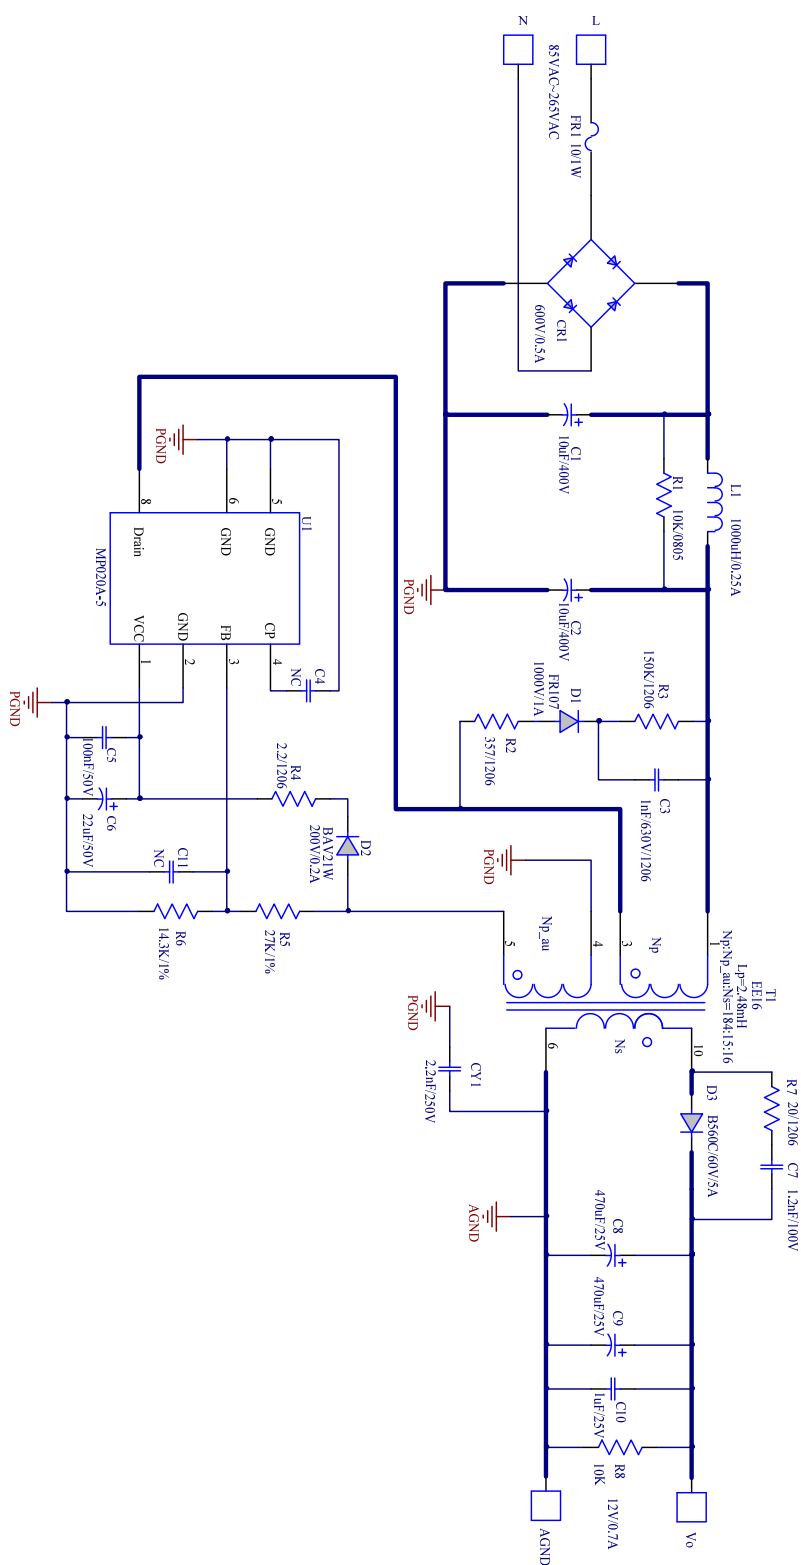 N
L
85VAC~265VAC
FR1 10/1W
CR1
600V/0.5A
C1
10uF/400V
R1
10K/0805
L1
1000uH/0.25A
C2
10uF/400V
PGND
PGND
5
6
8
GND
GND
Drain
U1
MP020A-5
VCC
GND
FB
CP
1
2
3
4
C4
NC
PGND
C5
100nF/50V
C6
22uF/50V
R4
2.2/1206
D2
BAV21W
200V/0.2A
C11
NC
R6
14.3K/1%
R5
27K/1%
R3
150K/1206
D1
FR107
1000V/1A
R2
357/1206
C3
1nF/630V/1206
PGND
Np_au
5
4
Np
3
1
T1
EE16
Lp=2.48mH
Np:Np_au:Ns=184:15:16
Ns
6
10
PGND
CY1
2.2nF/250V
D3
B560C/60V/5A
R7 20/1206
C7
1.2nF/100V
AGND
C8
470uF/25V
C9
470uF/25V
C10
1uF/25V
R8
10K
12V/0.7A
AGND
Vo